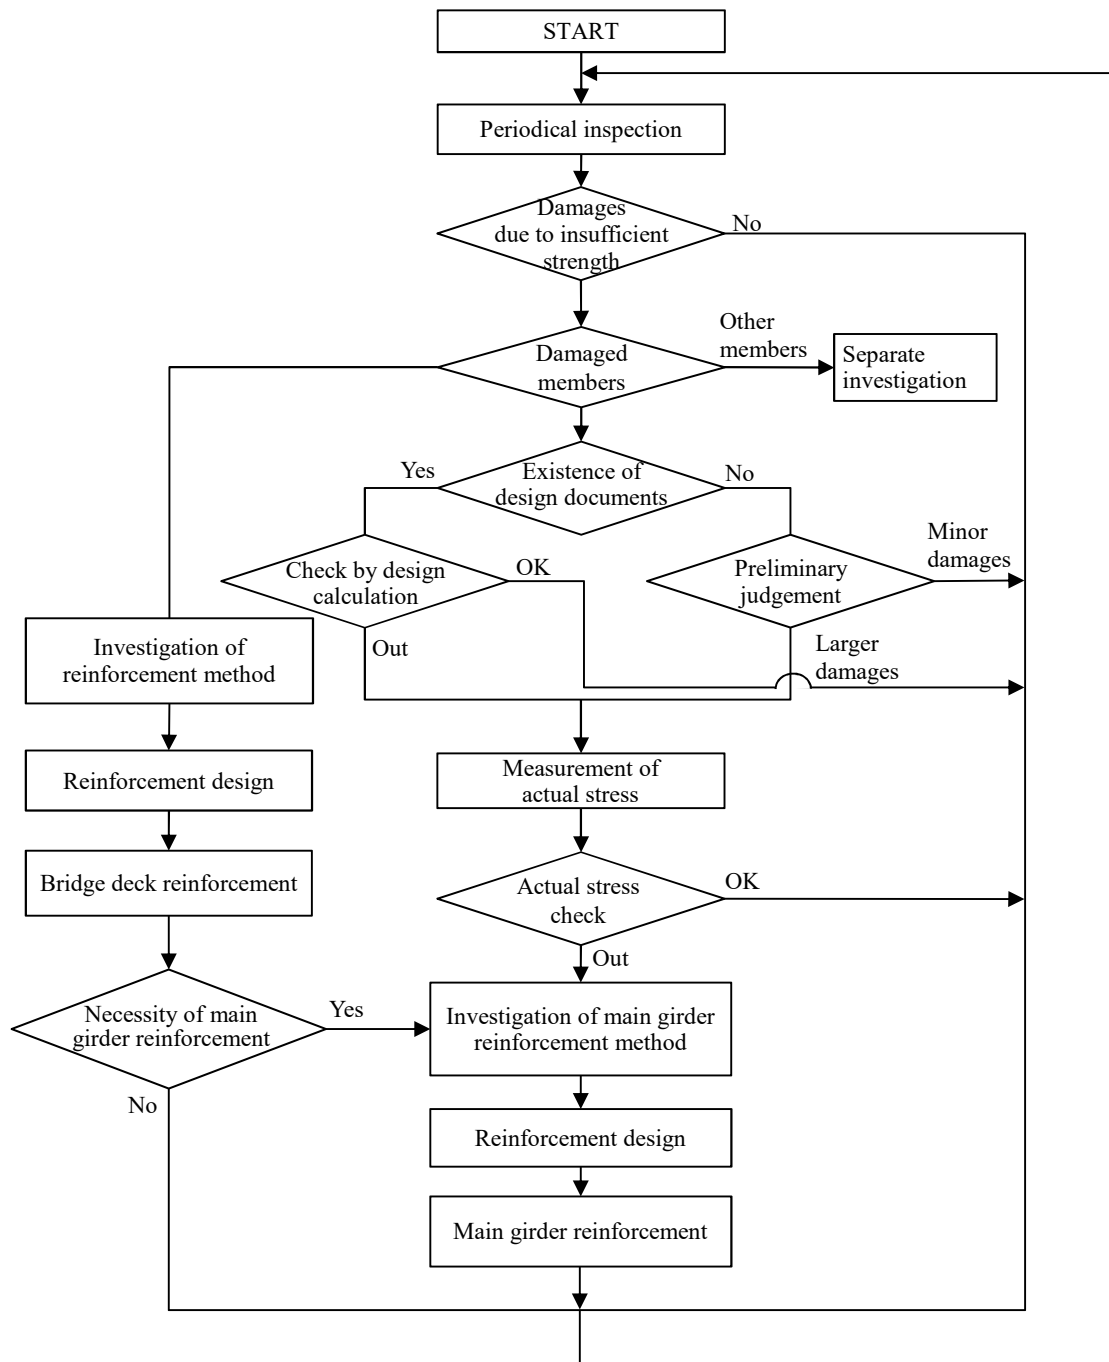 START
Periodical inspection
Damages
due to insufficient
strength
No
Damaged
members
Other
members
Separate
investigation
Existence of
design documents
Yes
No
Check by design
calculation
OK
Out
Preliminary
judgement
Minor
damages
Larger
damages
Investigation of
reinforcement method
Reinforcement design
Bridge deck reinforcement
Necessity of main
girder reinforcement
Yes
No
Measurement of
actual stress
Actual stress
check
OK
Out
Investigation of main girder
reinforcement method
Reinforcement design
Main girder reinforcement